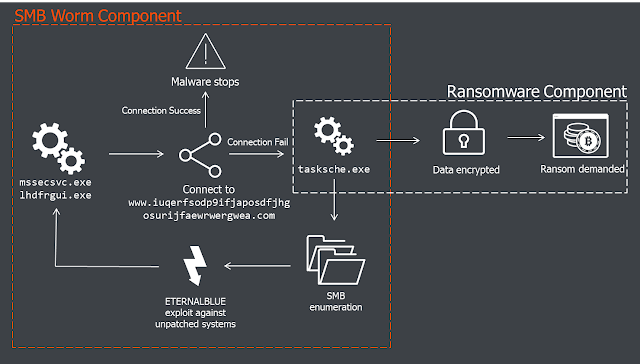 SMB Worm Component
Malware stops
Ransomware Component
Connection Success
Connection Fail
mssecsvc.exe
lhdfrgui.exe
Connect to
www.iuqerfsodp9ifjaposdfjhg
osurijfaewrwergwea.com
tasksche.exe
Data encrypted
Ransom demanded
ETERNALBLUE
exploit against
unpatched systems
SMB
enumeration